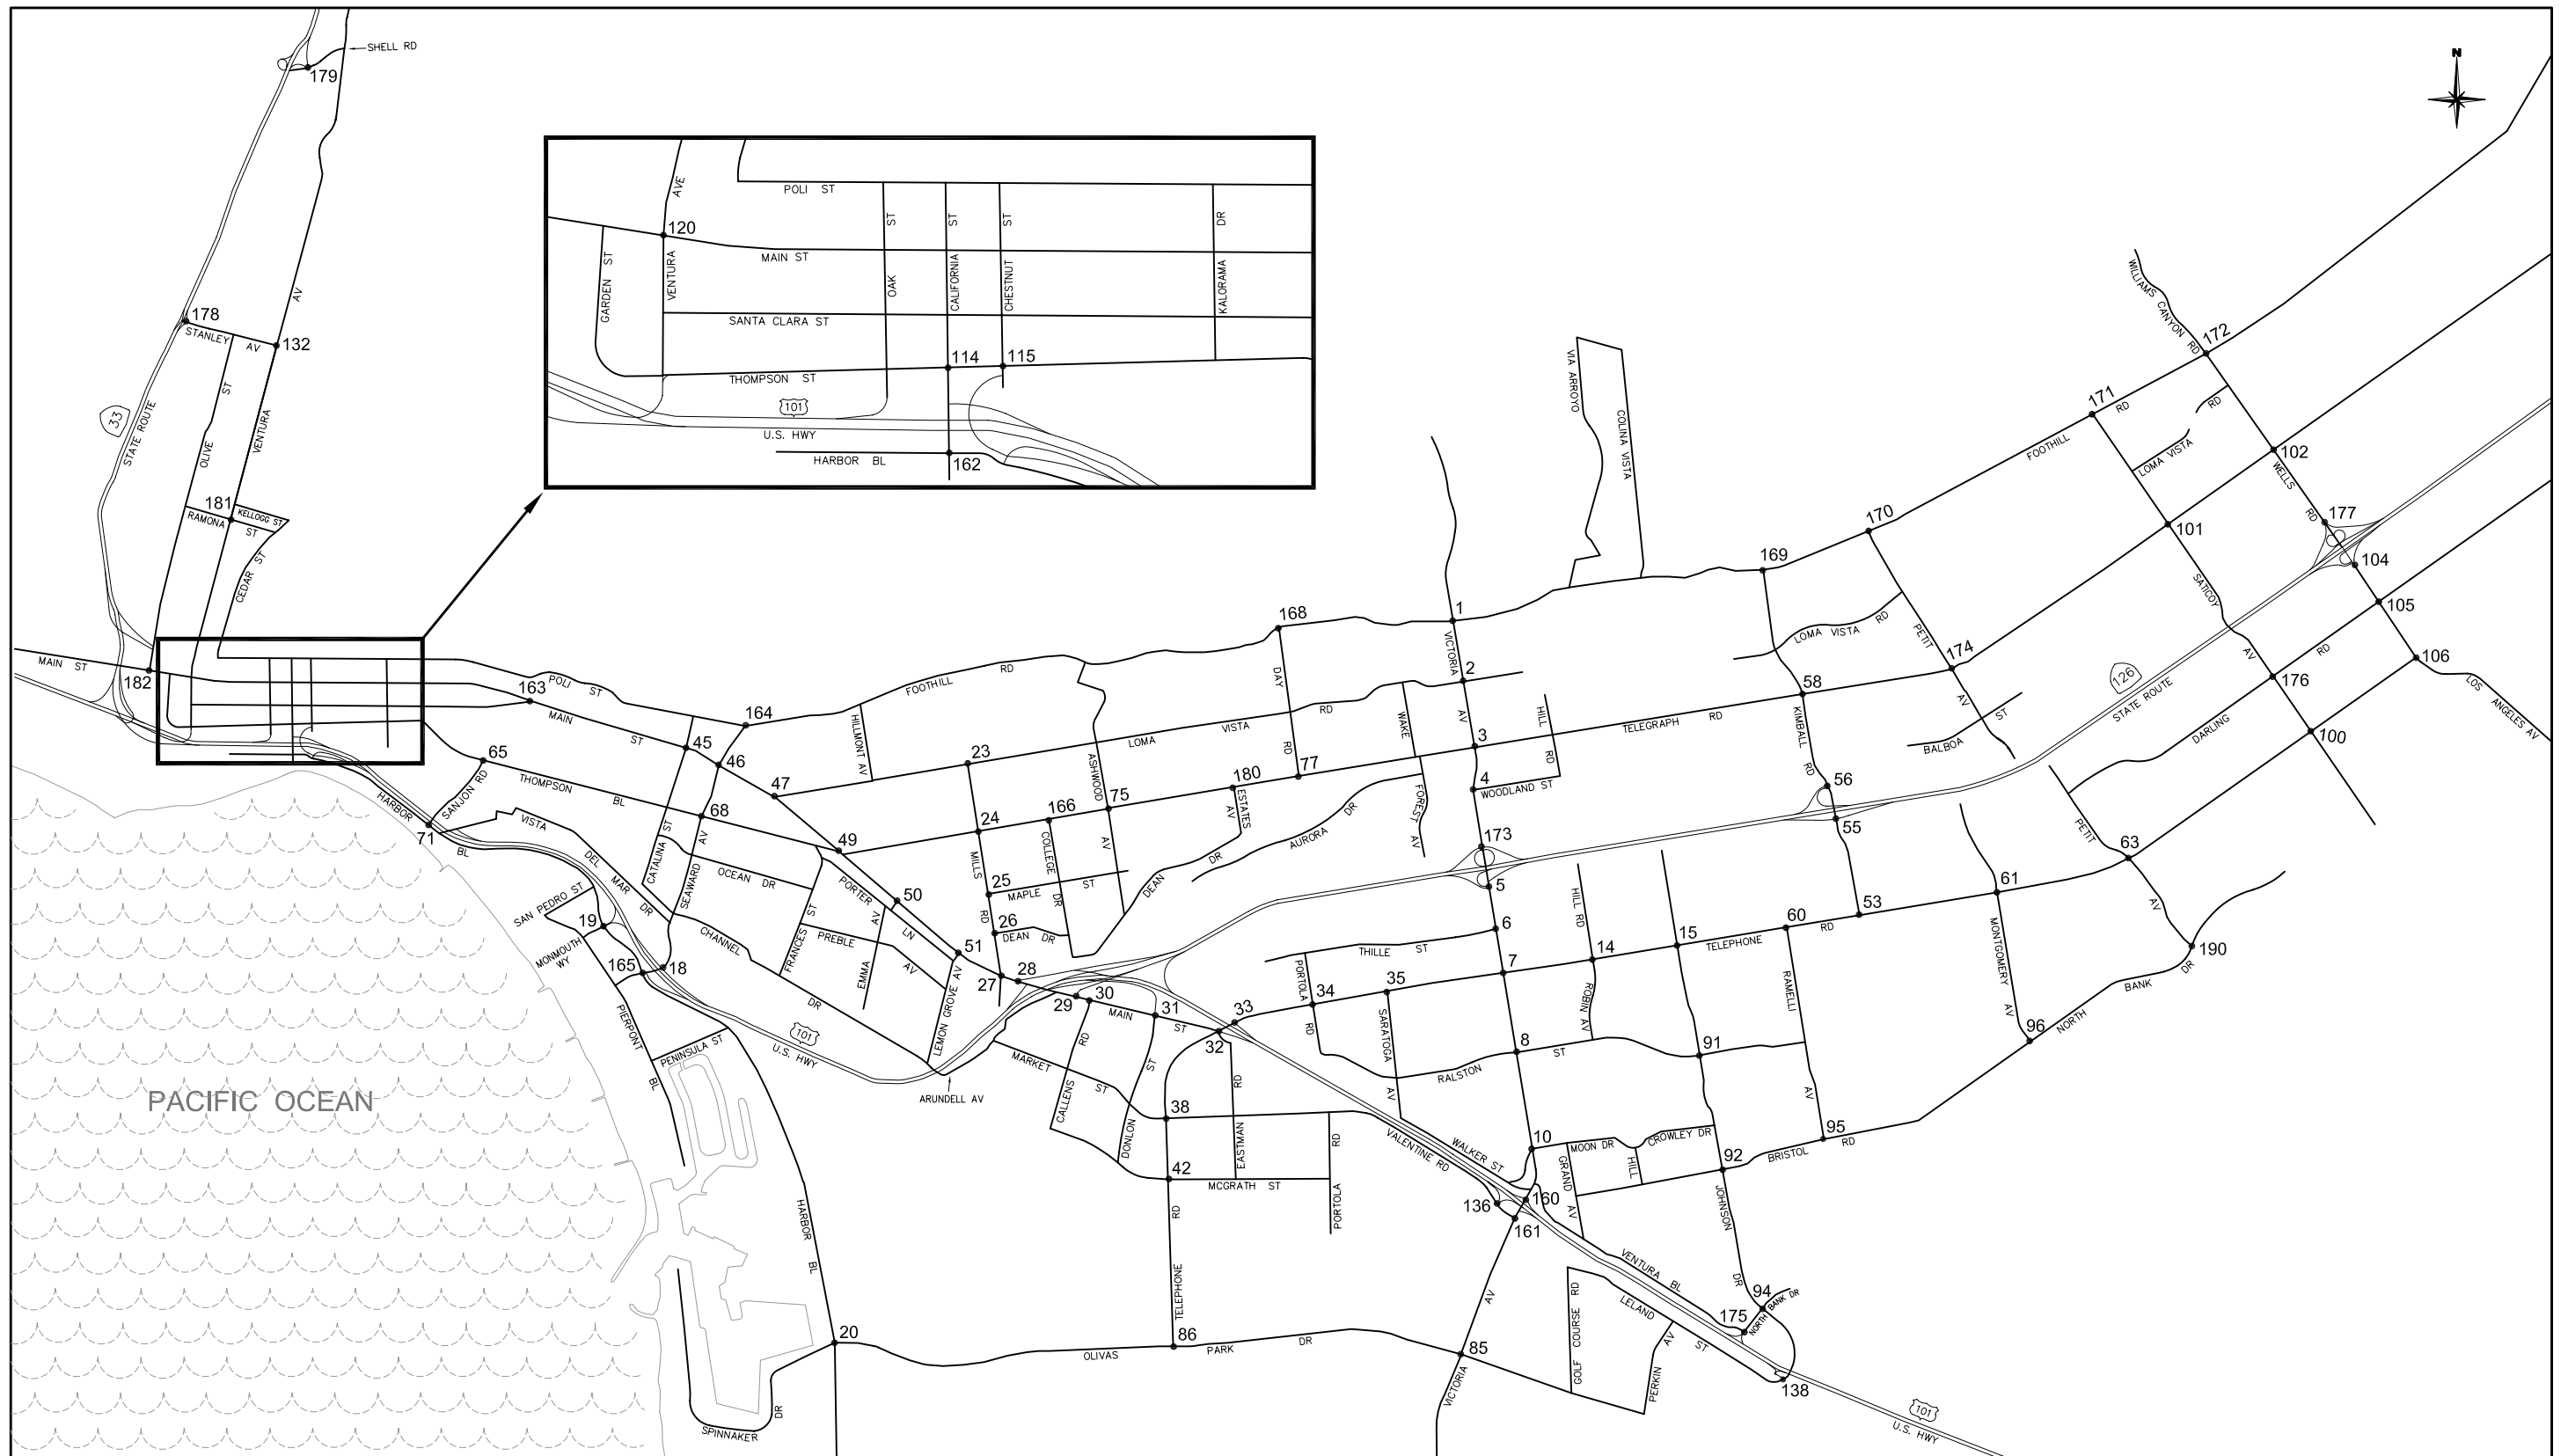 SHELL RD
179
N
POLI ST
AVE
ST
ST
ST
DR
120
MAIN ST
GARDEN ST
VENTURA
OAK
CALIFORNIA
CHESTNUT
KALORAMA
SANTA CLARA ST
114
115
THOMPSON ST
101
U.S. HWY
HARBOR BL
162
AV
178
STANLEY AV
132
33
STATE ROUTE
OLIVE ST
VENTURA
181
RAMONA ST
KELLOGG ST
CEDAR ST
MAIN ST
182
POLI ST
163
MAIN ST
164
FOOTHILL RD
HILLMONT AV
168
DAY RD
1
VICTORIA AV
2
3
4
WOODLAND ST
HILL RD
VIA ARROYO
COLINA VISTA
WAKE
FOREST AV
LOMA VISTA RD
TELEGRAPH RD
169
170
171
172
FOOTHILL RD
WILLIAMS CANYON RD
LOMA VISTA RD
102
WELLS RD
177
104
101
105
106
LOS ANGELES AV
SATICOY AV
176
100
DARLING RD
STATE ROUTE
126
LOMA VISTA RD
PETIT AV
174
BALBOA ST
58
KIMBALL RD
56
55
53
PETIT AV
63
61
190
MONTGOMERY AV
96
NORTH BANK DR
45
46
47
23
65
SANJON RD
THOMPSON BL
68
49
24
166
75
180
77
ASHWOOD AV
ESTATES AV
AURORA DR
DEAN DR
COLLEGE DR
MAPLE ST
MILLS RD
25
26
DEAN DR
HARBOR BL
71
VISTA DEL MAR DR
CATALINA ST
SEAWARD AV
OCEAN DR
PORTER LN
50
FRANCES ST
PREBLE AV
EMMA AV
51
LEMON GROVE AV
CHANNEL DR
27
28
29
30
31
32
33
MAIN ST
SAN PEDRO ST
19
MONMOUTH WY
165
18
PIERPONT BL
PENINSULA ST
101
U.S. HWY
ARUNDELL AV
MARKET ST
CALLENS RD
DONLON ST
38
42
EASTMAN RD
MCGRATH ST
PORTOLA RD
TELEPHONE RD
173
5
6
7
THILLE ST
PORTOLA RD
34
35
SARATOGA AV
HILL RD
14
15
60
TELEPHONE RD
ROBIN AV
RAMELLI AV
8
RALSTON ST
91
10
MOON DR
CROWLEY DR
HILL
92
BRISTOL RD
95
GRAND AV
WALKER ST
VALENTINE RD
136
160
161
JOHNSON DR
VENTURA BL
94
175
NORTH BANK DR
138
LELAND ST
GOLF COURSE RD
PERKIN AV
VICTORIA AV
85
86
OLIVAS PARK DR
20
HARBOR BL
SPINNAKER DR
PACIFIC OCEAN
101
U.S. HWY